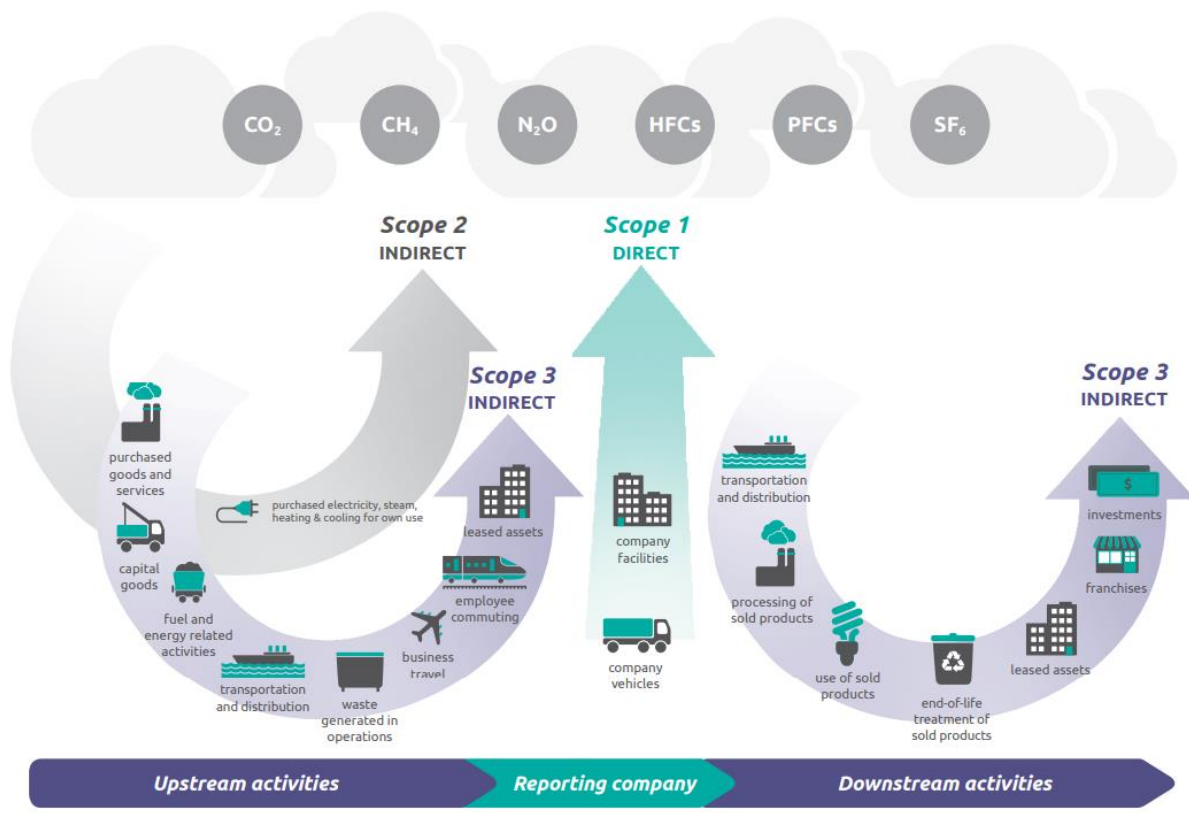 CO₂
CH₄
N₂O
HFCs
PFCs
SF₆
Scope 2
INDIRECT
Scope 1
DIRECT
Scope 3
INDIRECT
Scope 3
INDIRECT
purchased
goods and
services
capital
goods
fuel and
energy related
activities
transportation
and distribution
waste
generated in
operations
business
travel
employee
commuting
leased assets
purchased electricity, steam,
heating & cooling for own use
company
facilities
company
vehicles
transportation
and distribution
processing of
sold products
use of sold
products
end-of-life
treatment of
sold products
leased assets
franchises
$
investments
Upstream activities
Reporting company
Downstream activities